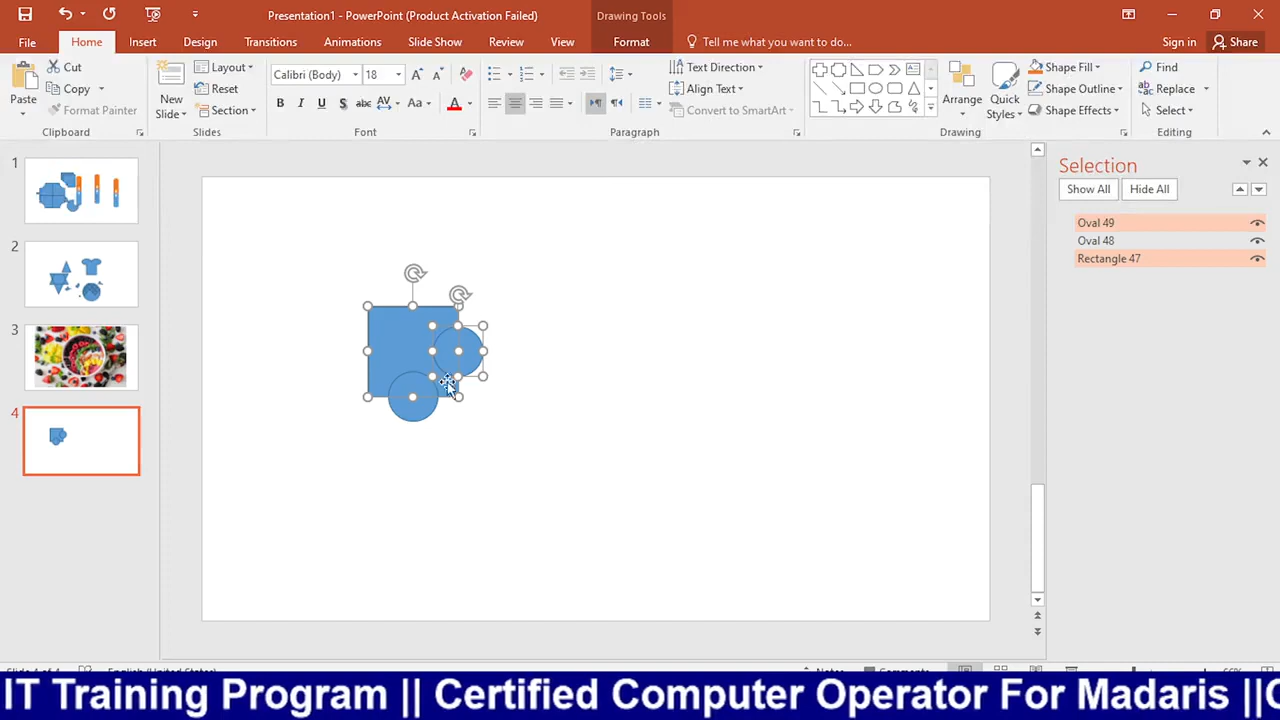 Presentation1 - PowerPoint (Product Activation Failed)
Drawing Tools
File Home Insert Design Transitions Animations Slide Show Review View Format Tell me what you want to do... Sign in Share
Paste
Cut
Copy
Format Painter
Clipboard
New Slide
Layout
Reset
Section
Slides
Calibri (Body) 18
B I U S abc AV Aa A
Font
Text Direction
Align Text
Convert to SmartArt
Paragraph
Arrange
Quick Styles
Shape Fill
Shape Outline
Shape Effects
Drawing
Find
Replace
Select
Editing
1
2
3
4
Selection
Show All Hide All
Oval 49
Oval 48
Rectangle 47
IT Training Program || Certified Computer Operator For Madaris ||